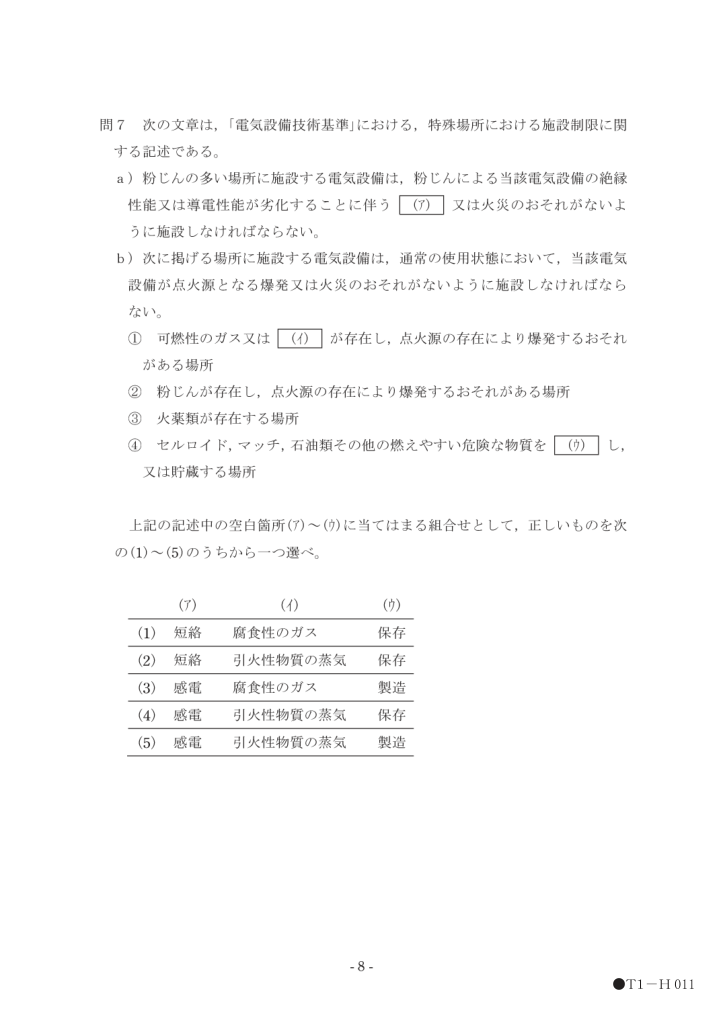 問７　次の文章は，「電気設備技術基準」における，特殊場所における施設制限に関
する記述である。
ａ）粉じんの多い場所に施設する電気設備は，粉じんによる当該電気設備の絶縁
性能又は導電性能が劣化することに伴う (ｱ) 又は火災のおそれがないよ
うに施設しなければならない。
ｂ）次に掲げる場所に施設する電気設備は，通常の使用状態において，当該電気
設備が点火源となる爆発又は火災のおそれがないように施設しなければなら
ない。
①　可燃性のガス又は (ｲ) が存在し，点火源の存在により爆発するおそれ
がある場所
②　粉じんが存在し，点火源の存在により爆発するおそれがある場所
③　火薬類が存在する場所
④　セルロイド，マッチ，石油類その他の燃えやすい危険な物質を (ｳ) し，
又は貯蔵する場所
上記の記述中の空白箇所(ｱ)～(ｳ)に当てはまる組合せとして，正しいものを次
の(1)～(5)のうちから一つ選べ。
(ｱ) (ｲ) (ｳ)
(1) 短絡 腐食性のガス 保存
(2) 短絡 引火性物質の蒸気 保存
(3) 感電 腐食性のガス 製造
(4) 感電 引火性物質の蒸気 保存
(5) 感電 引火性物質の蒸気 製造
- 8 -
●T1－H 011